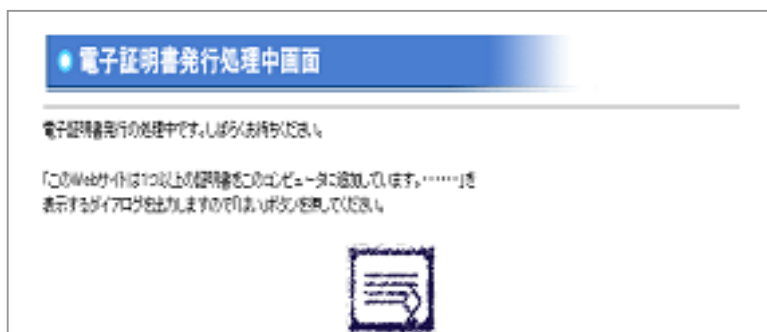 電子証明書発行処理中画面
電子証明書発行の処理中です。しばらくお待ちください。
「このWebサイトは1つ以上の証明書をこのコンピュータに追加しています。・・・・・・」を
表示するダイアログを出力しますので「はい」ボタンを押してください。